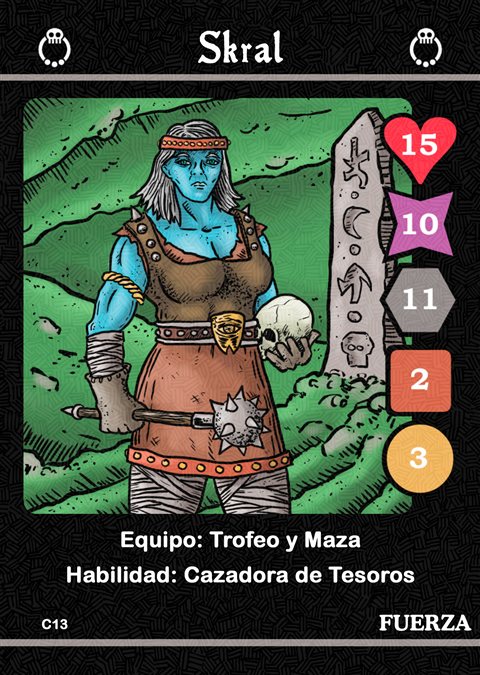 Skral
15
10
11
2
3
Equipo: Trofeo y Maza
Habilidad: Cazadora de Tesoros
C13
FUERZA